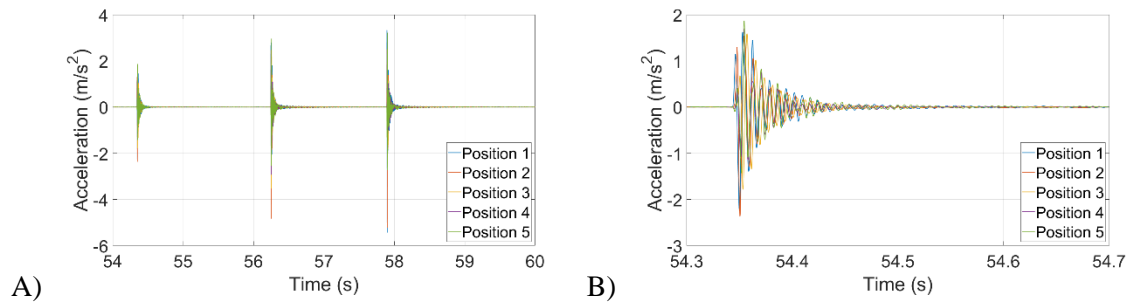 4
2
0
-2
-4
-6
Acceleration (m/s²)
54 55 56 57 58 59 60
Time (s)
Position 1
Position 2
Position 3
Position 4
Position 5
A)
2
1
0
-1
-2
-3
Acceleration (m/s²)
54.3 54.4 54.5 54.6 54.7
Time (s)
Position 1
Position 2
Position 3
Position 4
Position 5
B)